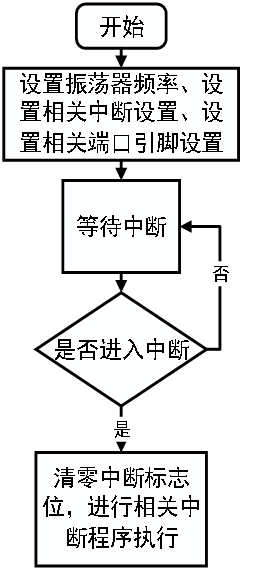 开始
设置振荡器频率、设
置相关中断设置、设
置相关端口引脚设置
等待中断
否
是否进入中断
是
清零中断标志
位，进行相关中
断程序执行